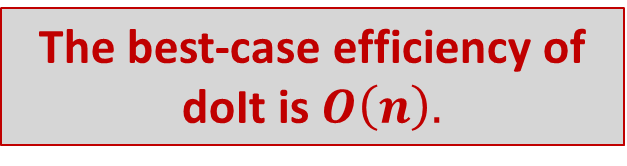 The best-case efficiency of
doIt is O(n).